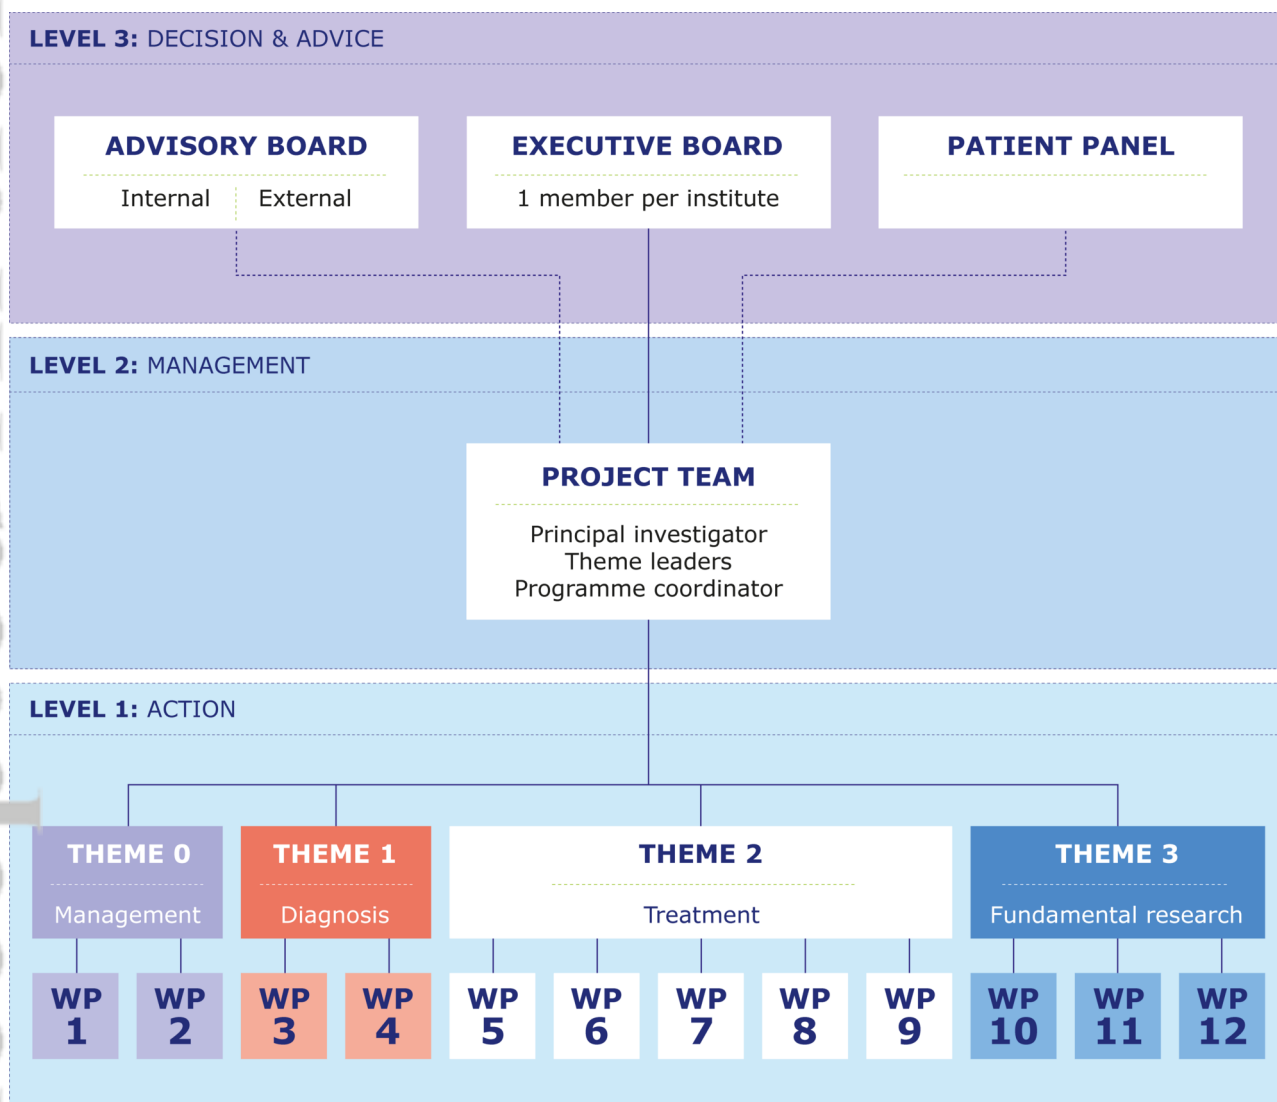 LEVEL 3: DECISION & ADVICE
ADVISORY BOARD
Internal
External
EXECUTIVE BOARD
1 member per institute
PATIENT PANEL
LEVEL 2: MANAGEMENT
PROJECT TEAM
Principal investigator
Theme leaders
Programme coordinator
LEVEL 1: ACTION
THEME 0
Management
THEME 1
Diagnosis
THEME 2
Treatment
THEME 3
Fundamental research
WP
1
WP
2
WP
3
WP
4
WP
5
WP
6
WP
7
WP
8
WP
9
WP
10
WP
11
WP
12